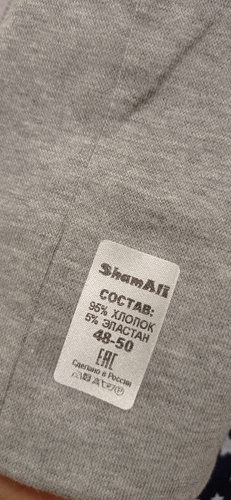 ShamAli
СОСТАВ:
95% ХЛОПОК
5% ЭЛАСТАН
48-50
EAC
Сделано в России